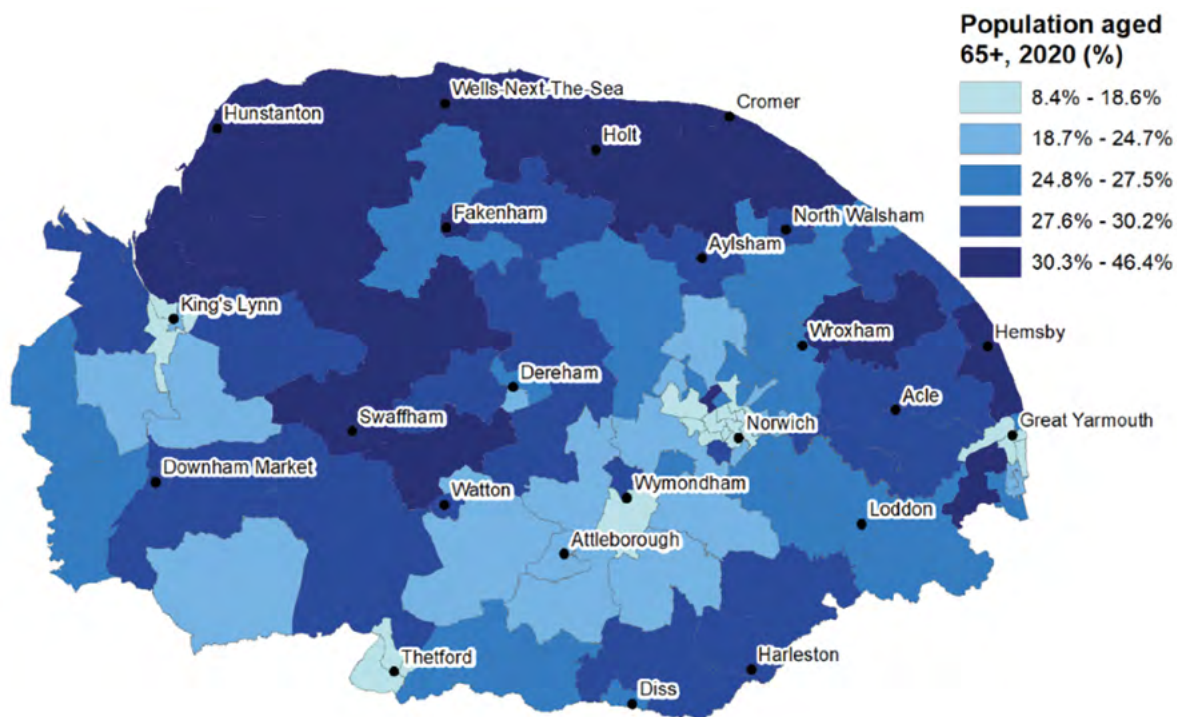 Population aged
65+, 2020 (%)
8.4% - 18.6%
18.7% - 24.7%
24.8% - 27.5%
27.6% - 30.2%
30.3% - 46.4%
Wells-Next-The-Sea
Cromer
Hunstanton
Holt
Fakenham
North Walsham
Aylsham
King's Lynn
Wroxham
Hemsby
Dereham
Acle
Swaffham
Norwich
Great Yarmouth
Downham Market
Watton
Wymondham
Loddon
Attleborough
Thetford
Harleston
Diss